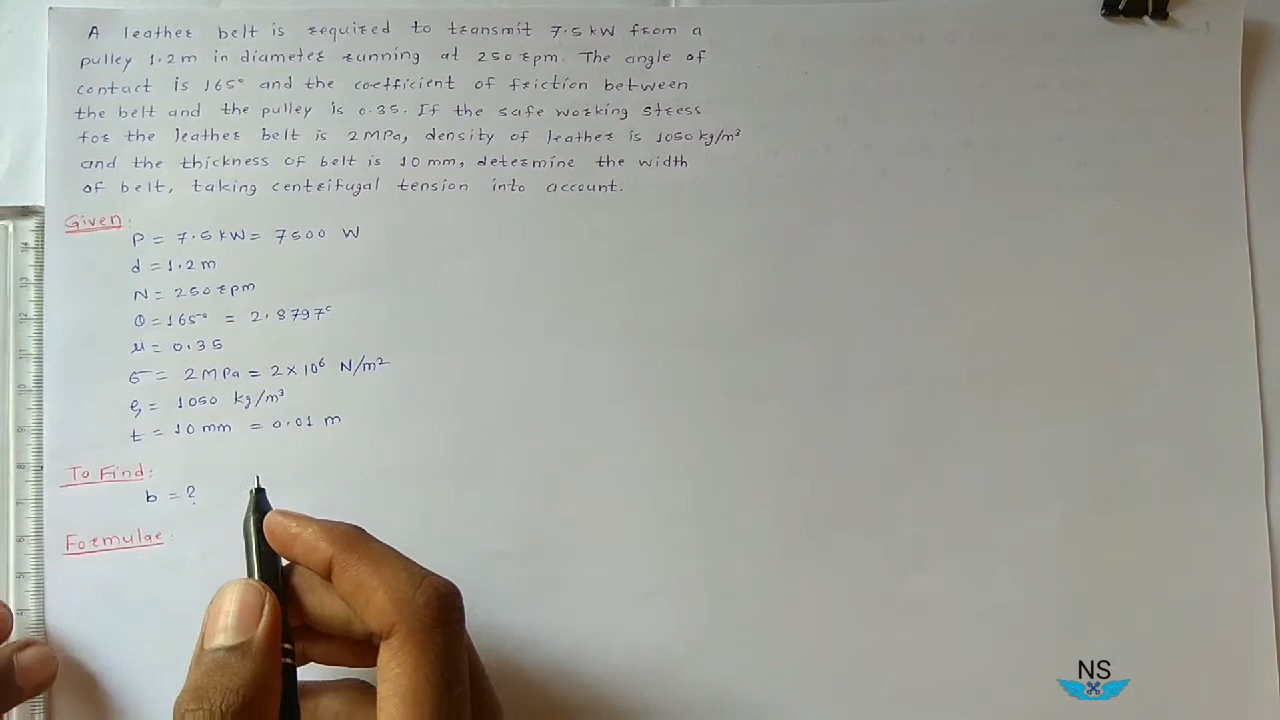 A leather belt is required to transmit 7.5 kW from a
pulley 1.2 m in diameter running at 250 rpm. The angle of
contact is 165° and the coefficient of friction between
the belt and the pulley is 0.35. If the safe working stress
for the leather belt is 2 MPa, density of leather is 1050 kg/m³
and the thickness of belt is 10 mm, determine the width
of belt, taking centrifugal tension into account.
Given:
P = 7.5 kW = 7500 W
d = 1.2 m
N = 250 rpm
θ = 165° = 2.8797ᶜ
μ = 0.35
σ = 2 MPa = 2 × 10⁶ N/m²
ρ = 1050 kg/m³
t = 10 mm = 0.01 m
To Find:
b = ?
Formulae:
NS